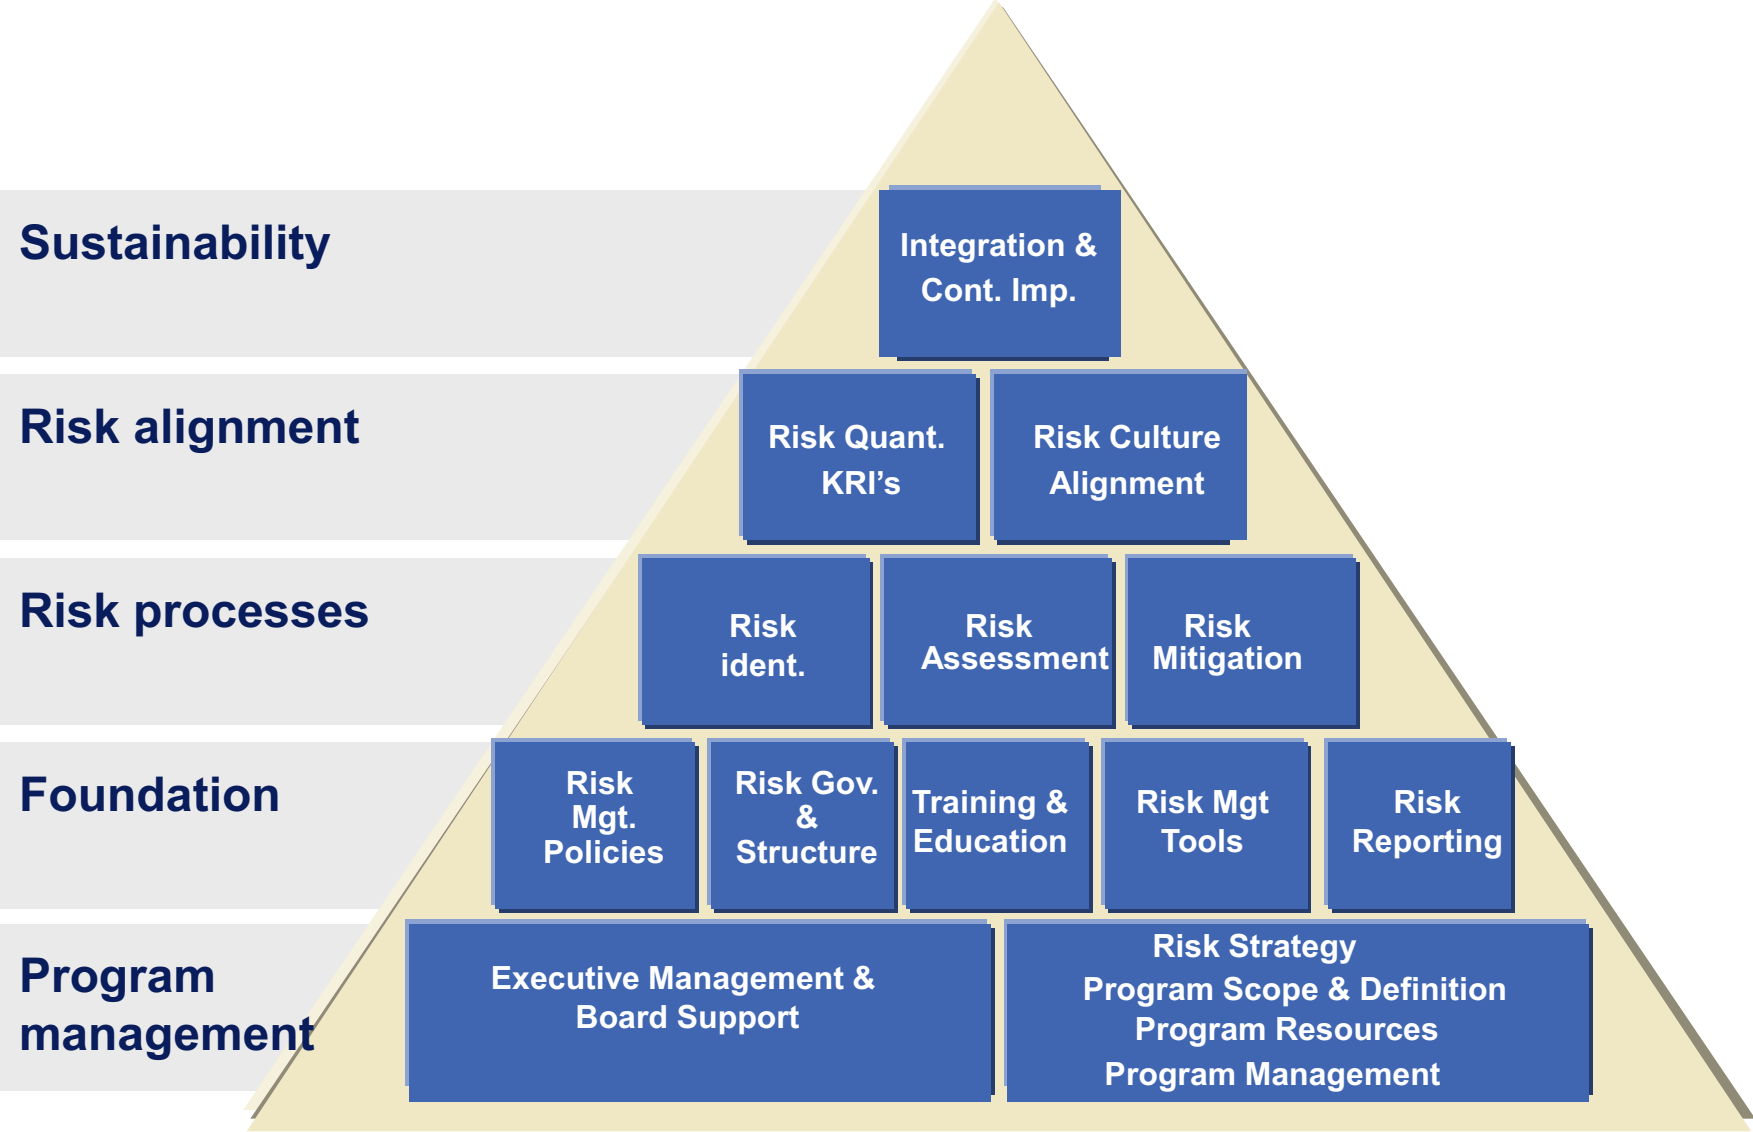 Sustainability
Integration &
Cont. Imp.
Risk alignment
Risk Quant.
KRI’s
Risk Culture
Alignment
Risk processes
Risk
ident.
Risk
Assessment
Risk
Mitigation
Foundation
Risk
Mgt.
Policies
Risk Gov.
&
Structure
Training &
Education
Risk Mgt
Tools
Risk
Reporting
Program
management
Executive Management &
Board Support
Risk Strategy
Program Scope & Definition
Program Resources
Program Management